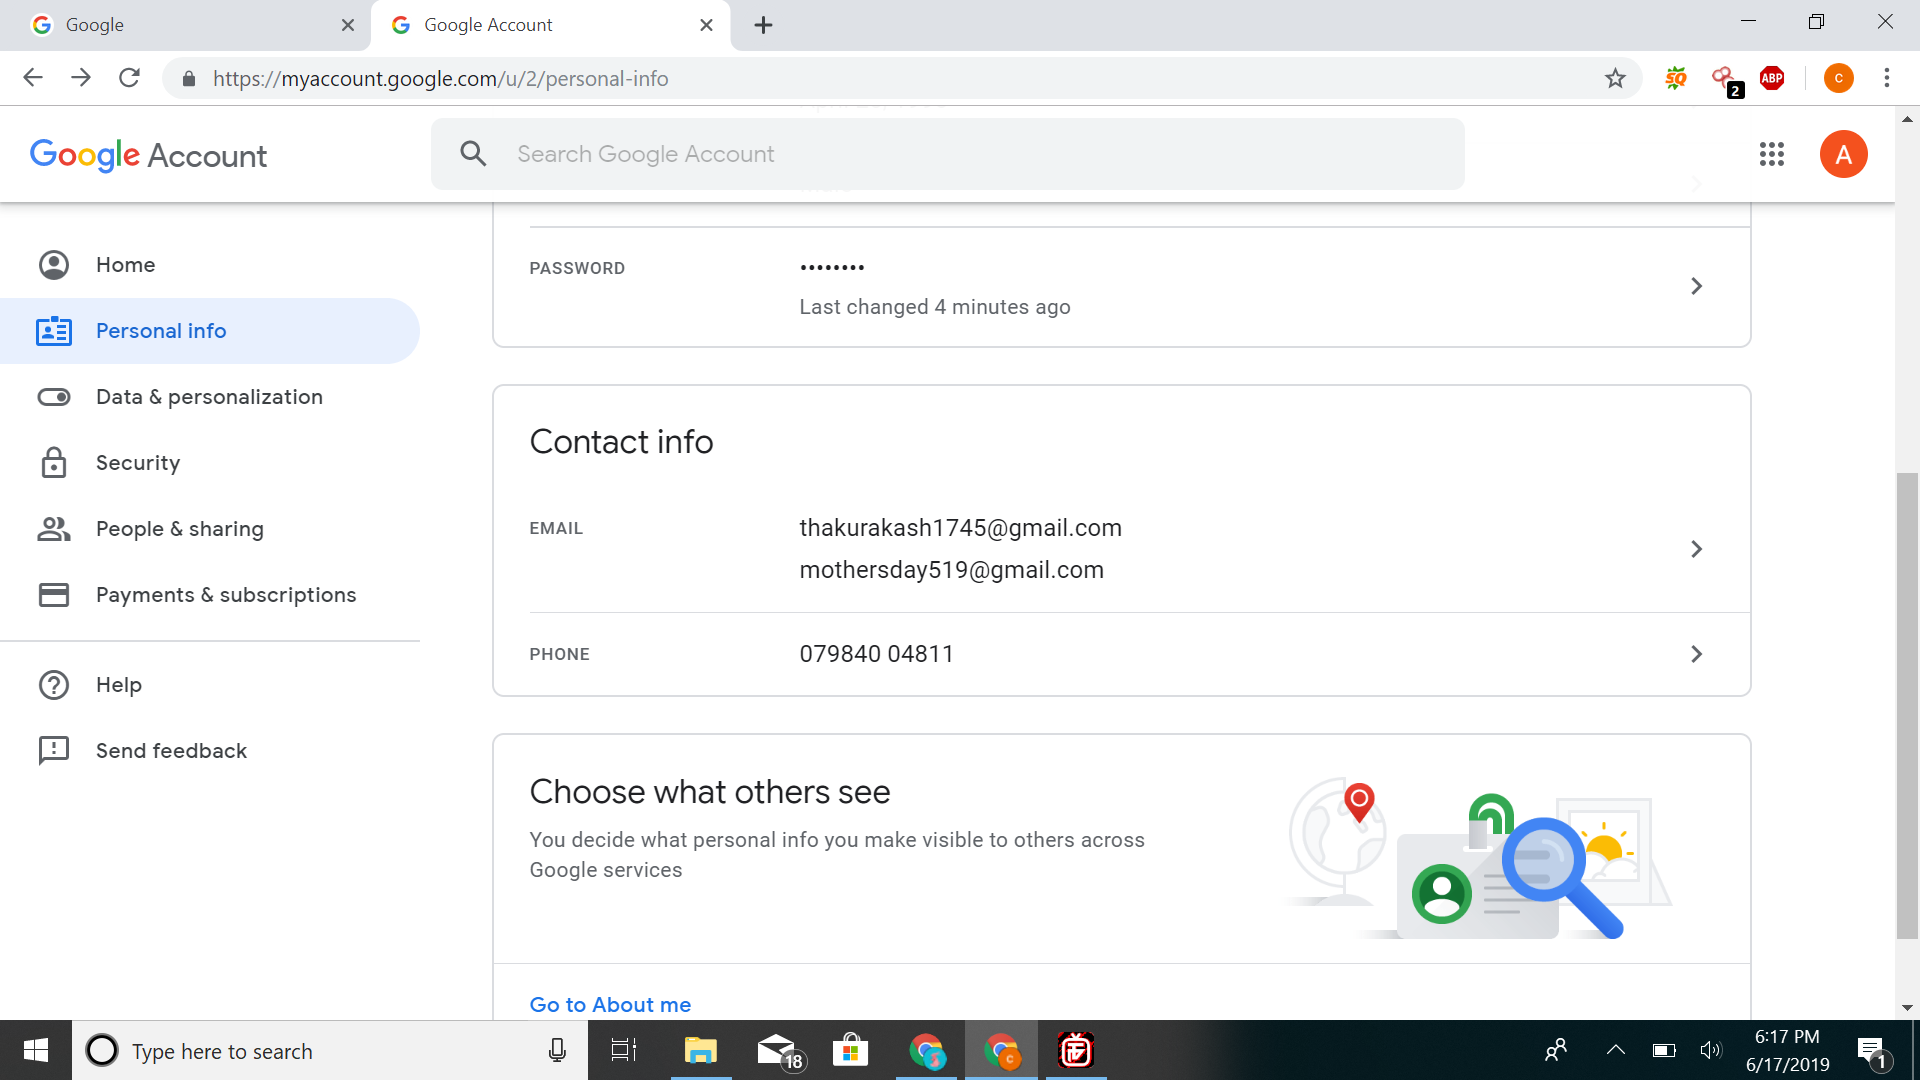 Google
Google Account
https://myaccount.google.com/u/2/personal-info
2
ABP
C
Google Account
Search Google Account
A
Home
Personal info
Data & personalization
Security
People & sharing
Payments & subscriptions
Help
Send feedback
PASSWORD
••••••••
Last changed 4 minutes ago
Contact info
EMAIL
thakurakash1745@gmail.com
mothersday519@gmail.com
PHONE
079840 04811
Choose what others see
You decide what personal info you make visible to others across
Google services
Go to About me
Type here to search
18
S
C
6:17 PM
6/17/2019
1